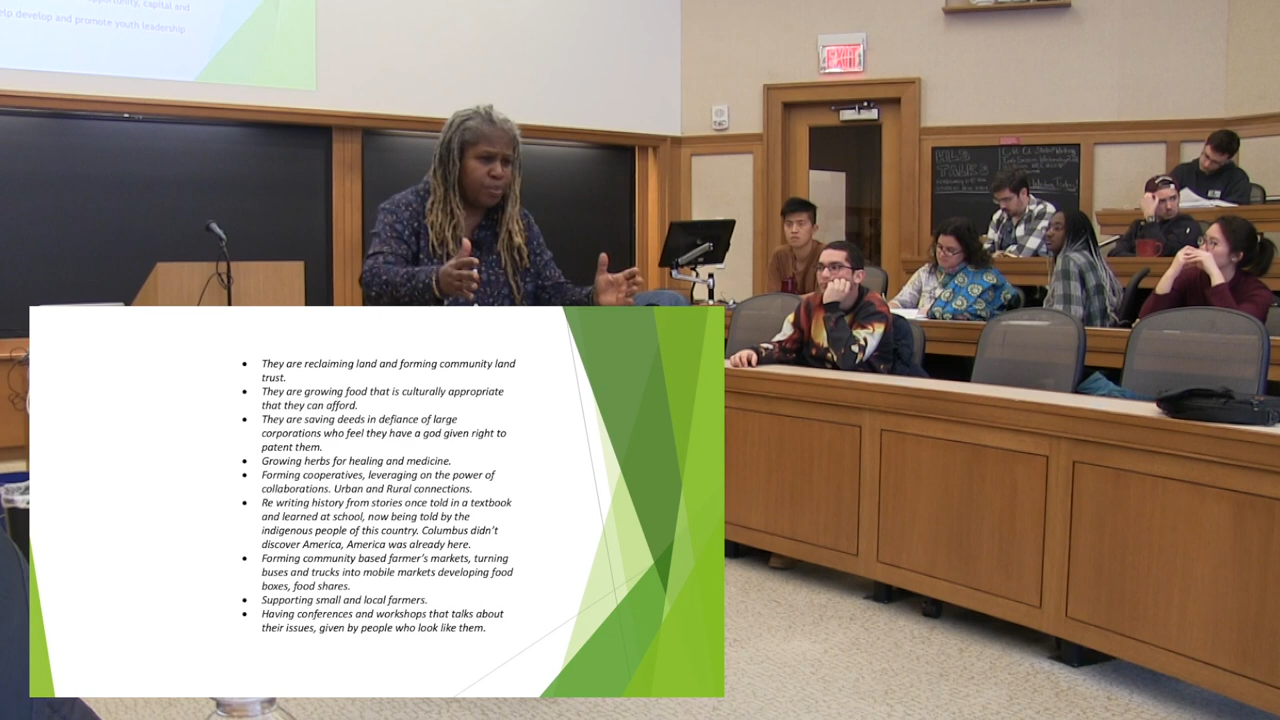 opportunity, capital and
help develop and promote youth leadership
EXIT
HLS
TALKS
• They are reclaiming land and forming community land
trust.
• They are growing food that is culturally appropriate
that they can afford.
• They are saving deeds in defiance of large
corporations who feel they have a god given right to
patent them.
• Growing herbs for healing and medicine.
• Forming cooperatives, leveraging on the power of
collaborations. Urban and Rural connections.
• Re writing history from stories once told in a textbook
and learned at school, now being told by the
indigenous people of this country. Columbus didn't
discover America, America was already here.
• Forming community based farmer's markets, turning
buses and trucks into mobile markets developing food
boxes, food shares.
• Supporting small and local farmers.
• Having conferences and workshops that talks about
their issues, given by people who look like them.